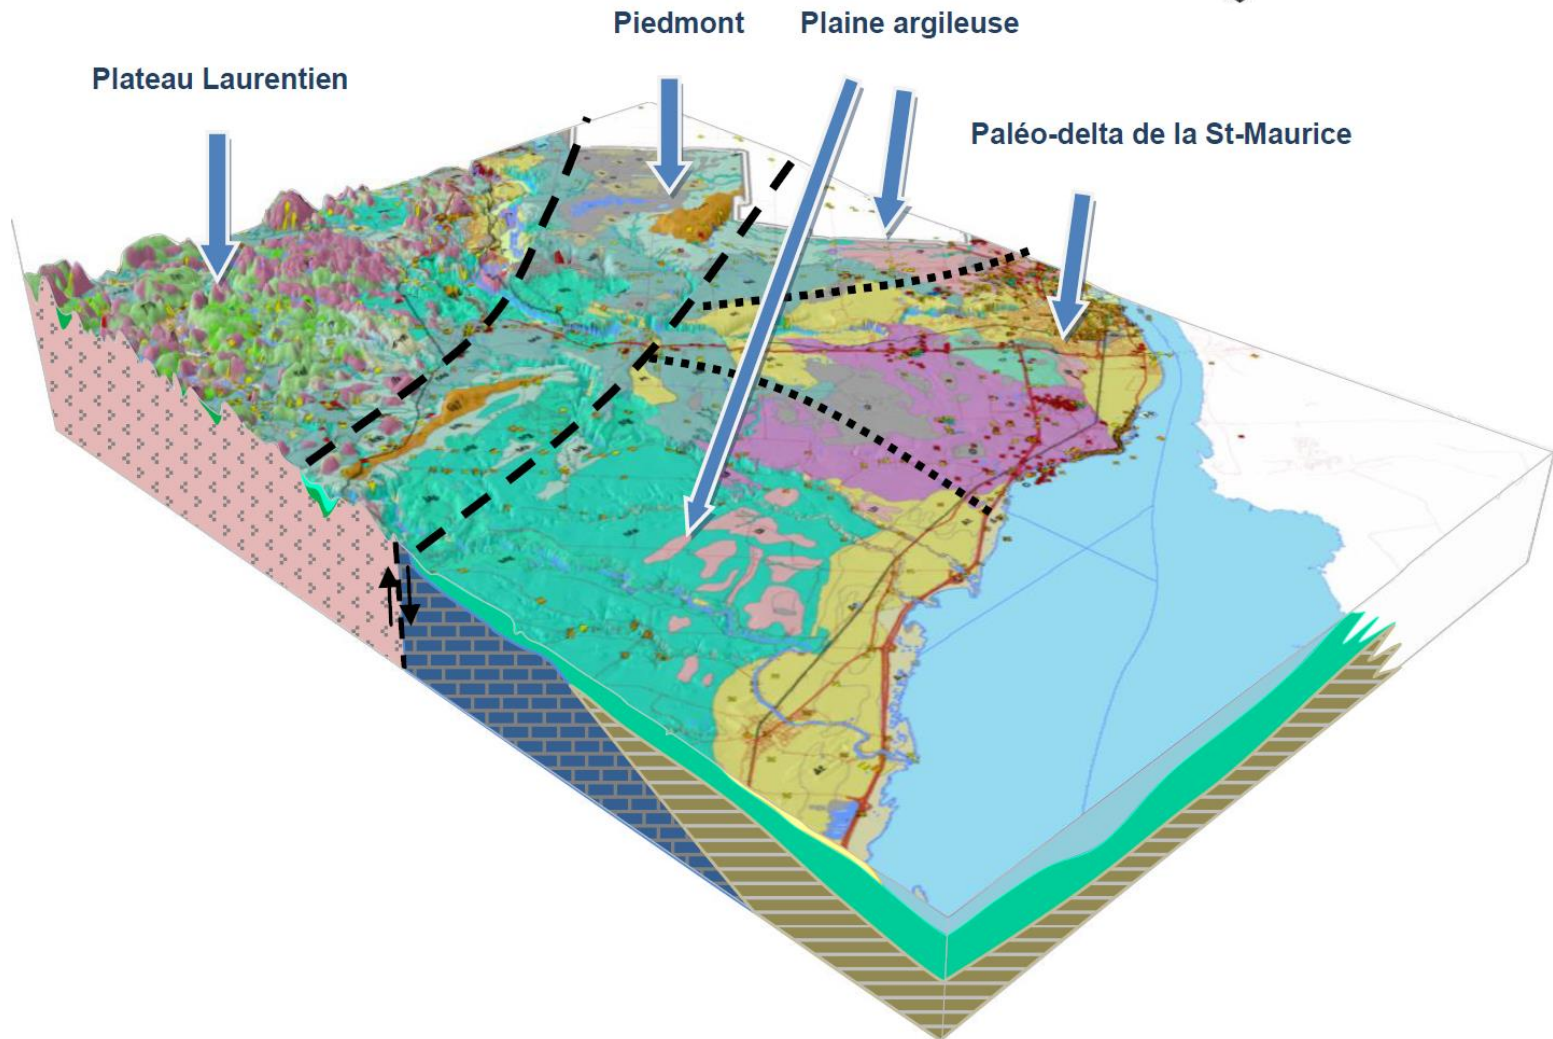 Piedmont
Plaine argileuse
Plateau Laurentien
Paléo-delta de la St-Maurice